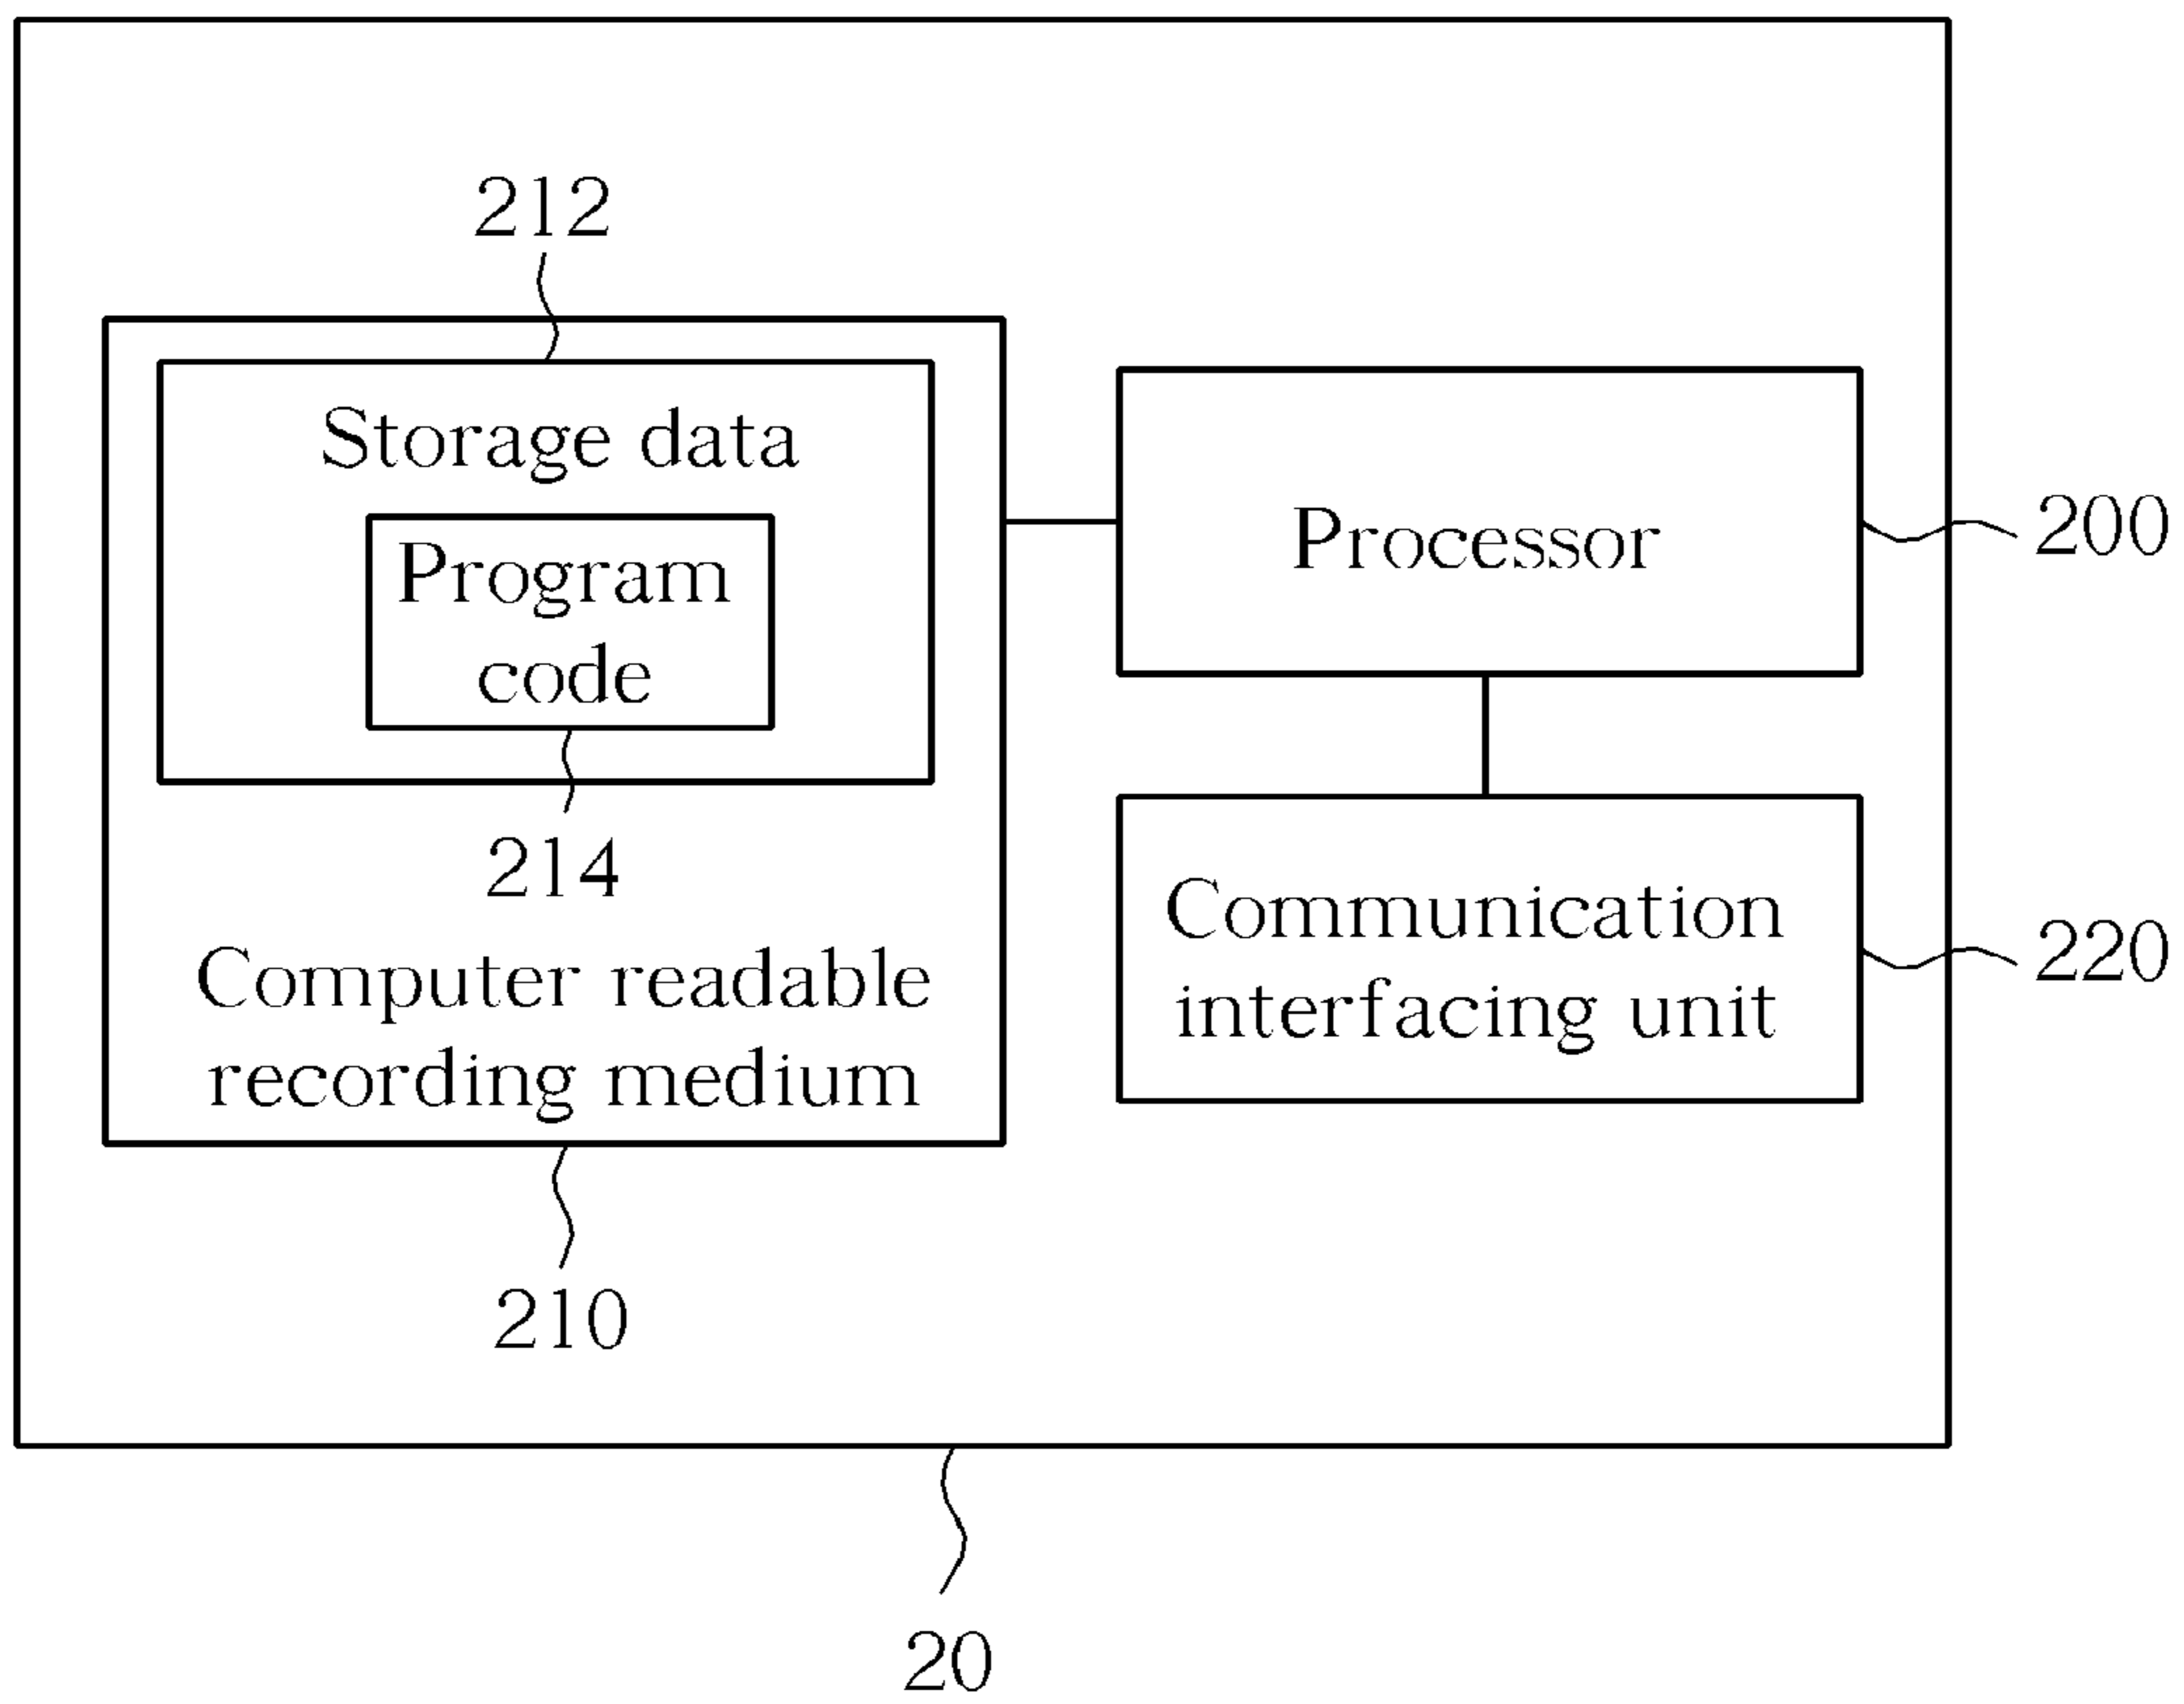 212
Storage data
Program
code
214
Computer readable
recording medium
210
Processor
200
Communication
interfacing unit
220
20